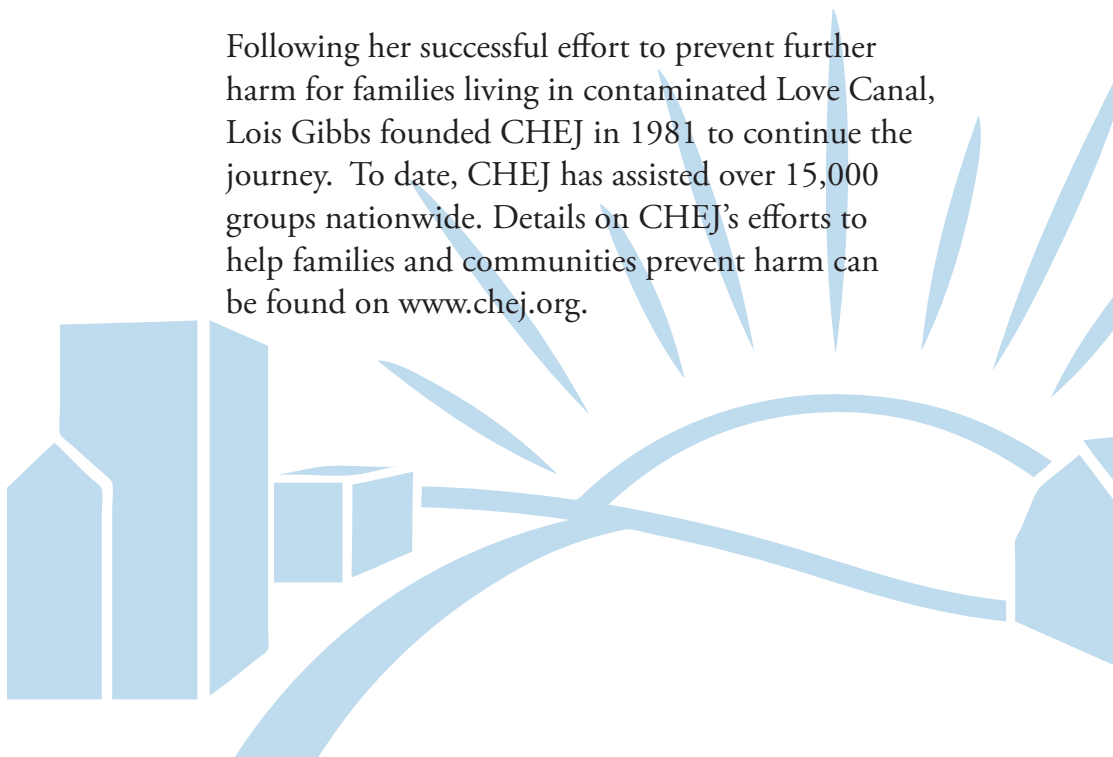 Following her successful effort to prevent further
harm for families living in contaminated Love Canal,
Lois Gibbs founded CHEJ in 1981 to continue the
journey.  To date, CHEJ has assisted over 15,000
groups nationwide. Details on CHEJ’s efforts to
help families and communities prevent harm can
be found on www.chej.org.